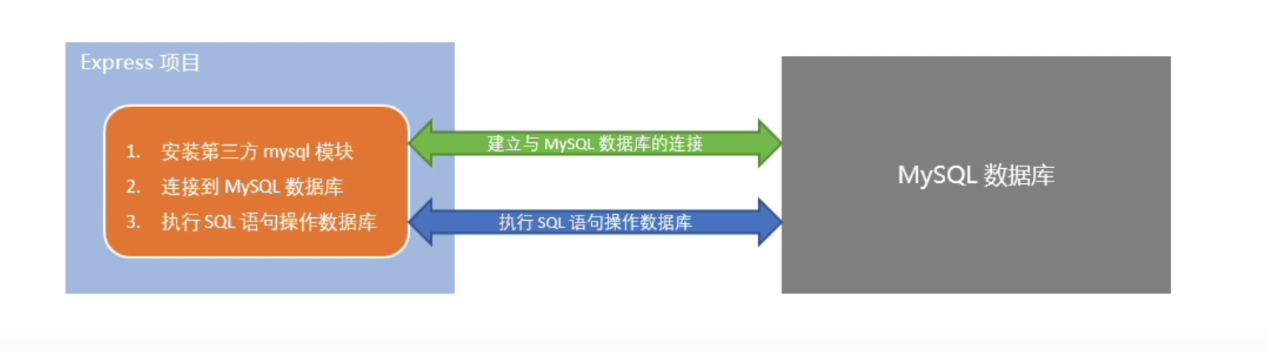 Express 项目
1. 安装第三方 mysql 模块
2. 连接到 MySQL 数据库
3. 执行 SQL 语句操作数据库
建立与 MySQL 数据库的连接
执行 SQL 语句操作数据库
MySQL 数据库